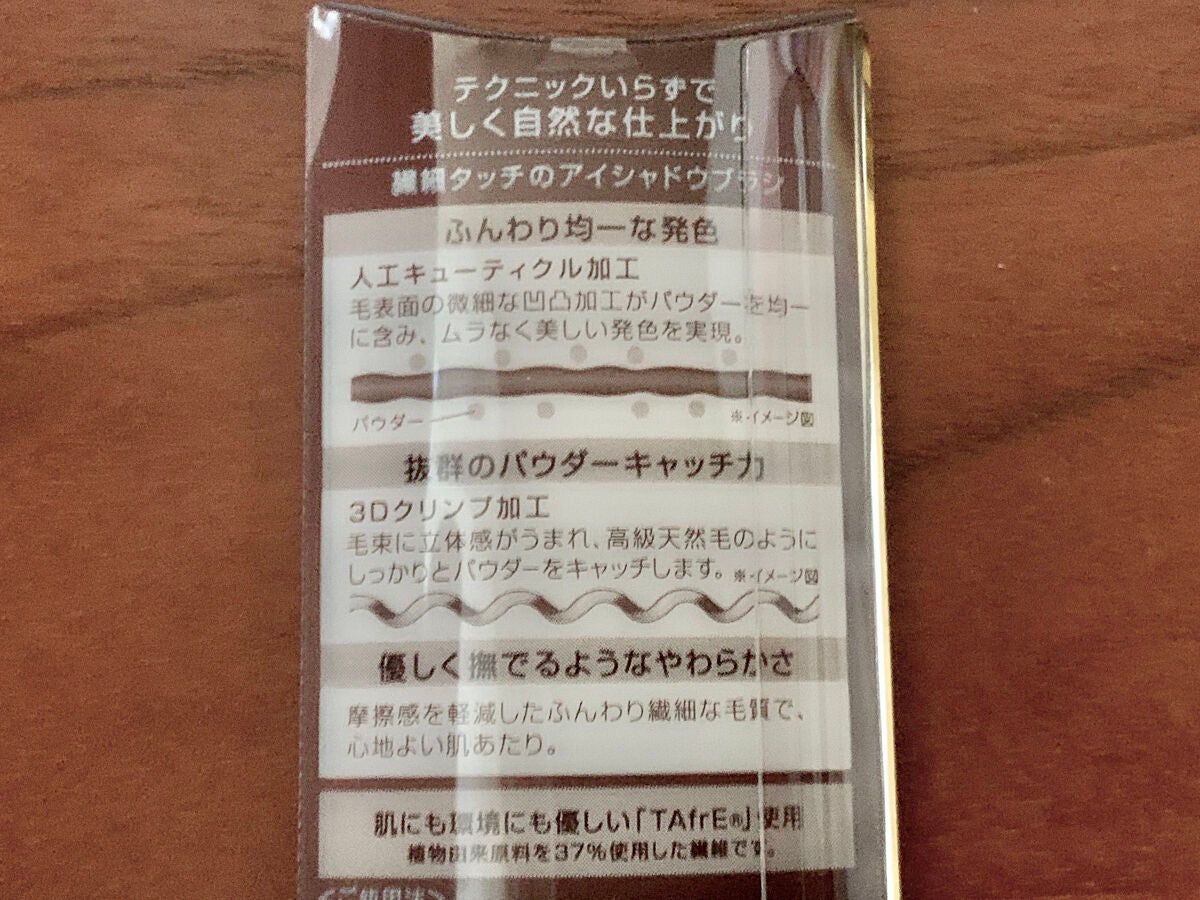 テクニックいらずで
美しく自然な仕上がり
繊細タッチのアイシャドウブラシ
ふんわり均一な発色
人工キューティクル加工
毛表面の微細な凹凸加工がパウダーを均一
に含み、ムラなく美しい発色を実現。
パウダー
※イメージ図
抜群のパウダーキャッチ力
3Dクリンプ加工
毛束に立体感がうまれ、高級天然毛のように
しっかりとパウダーをキャッチします。 ※イメージ図
優しく撫でるようなやわらかさ
摩擦感を軽減したふんわり繊細な毛質で、
心地よい肌あたり。
肌にも環境にも優しい「TAfrE®」使用
植物由来原料を37%使用した繊維です。